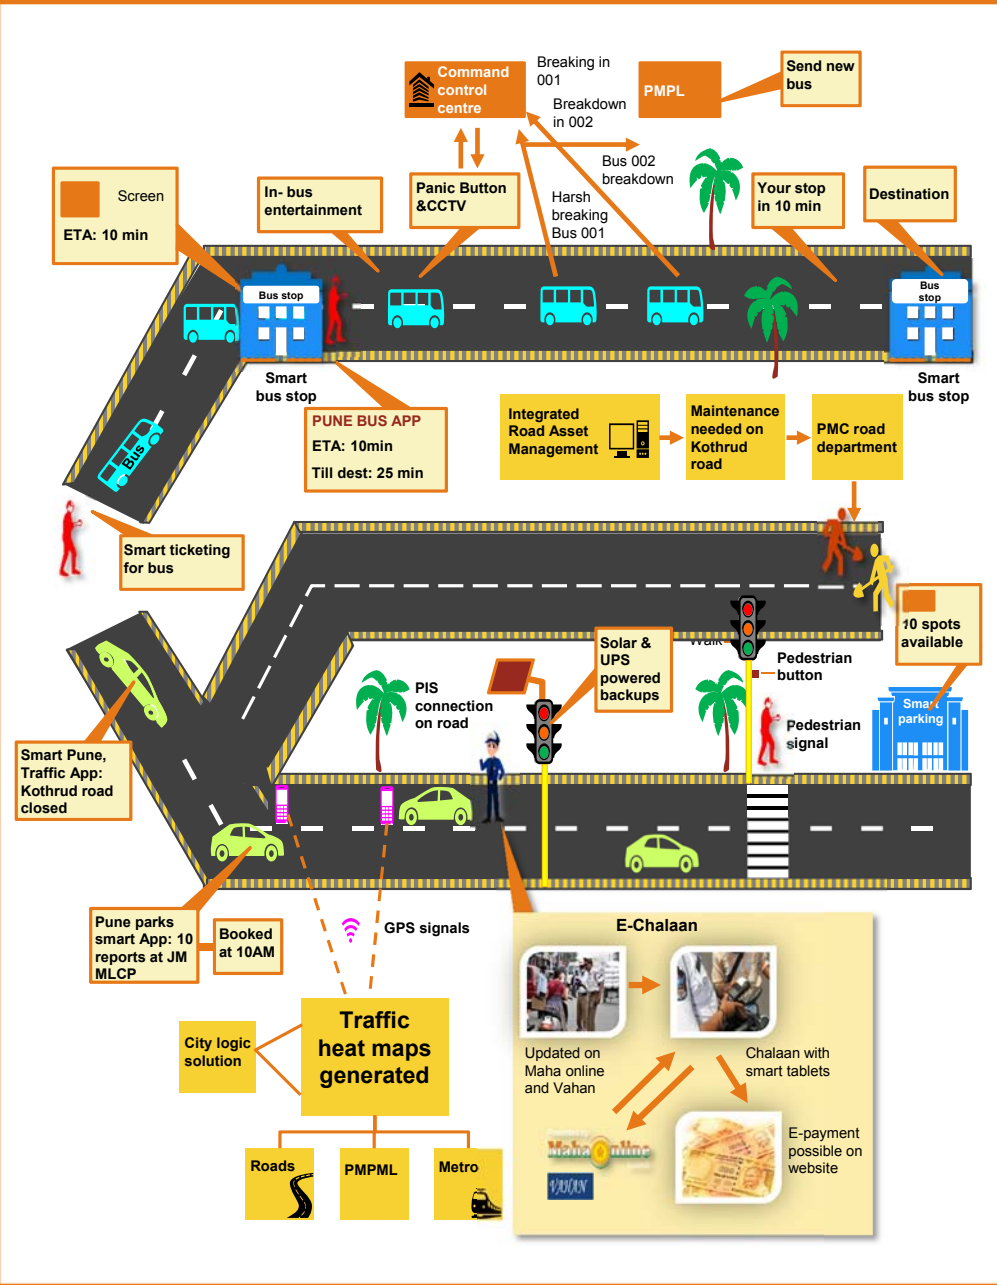 Command
control
centre
Breaking in
001
PMPL
Send new
bus
Breakdown
in 002
Bus 002
breakdown
Screen
ETA: 10 min
In- bus
entertainment
Panic Button
&CCTV
Harsh
breaking
Bus 001
Your stop
in 10 min
Destination
Bus stop
Bus
stop
Smart
bus stop
Smart
bus stop
PUNE BUS APP
ETA: 10min
Till dest: 25 min
Integrated
Road Asset
Management
Maintenance
needed on
Kothrud
road
PMC road
department
Bus
Smart ticketing
for bus
10 spots
available
Solar &
UPS
powered
backups
Walk
Pedestrian
button
PIS
connection
on road
Smart
parking
Pedestrian
signal
Smart Pune,
Traffic App:
Kothrud road
closed
Pune parks
smart App: 10
reports at JM
MLCP
Booked
at 10AM
GPS signals
E-Chalaan
Traffic
heat maps
generated
City logic
solution
Updated on
Maha online
and Vahan
Chalaan with
smart tablets
E-payment
possible on
website
MahaOnline
VAHAN
Roads
PMPML
Metro